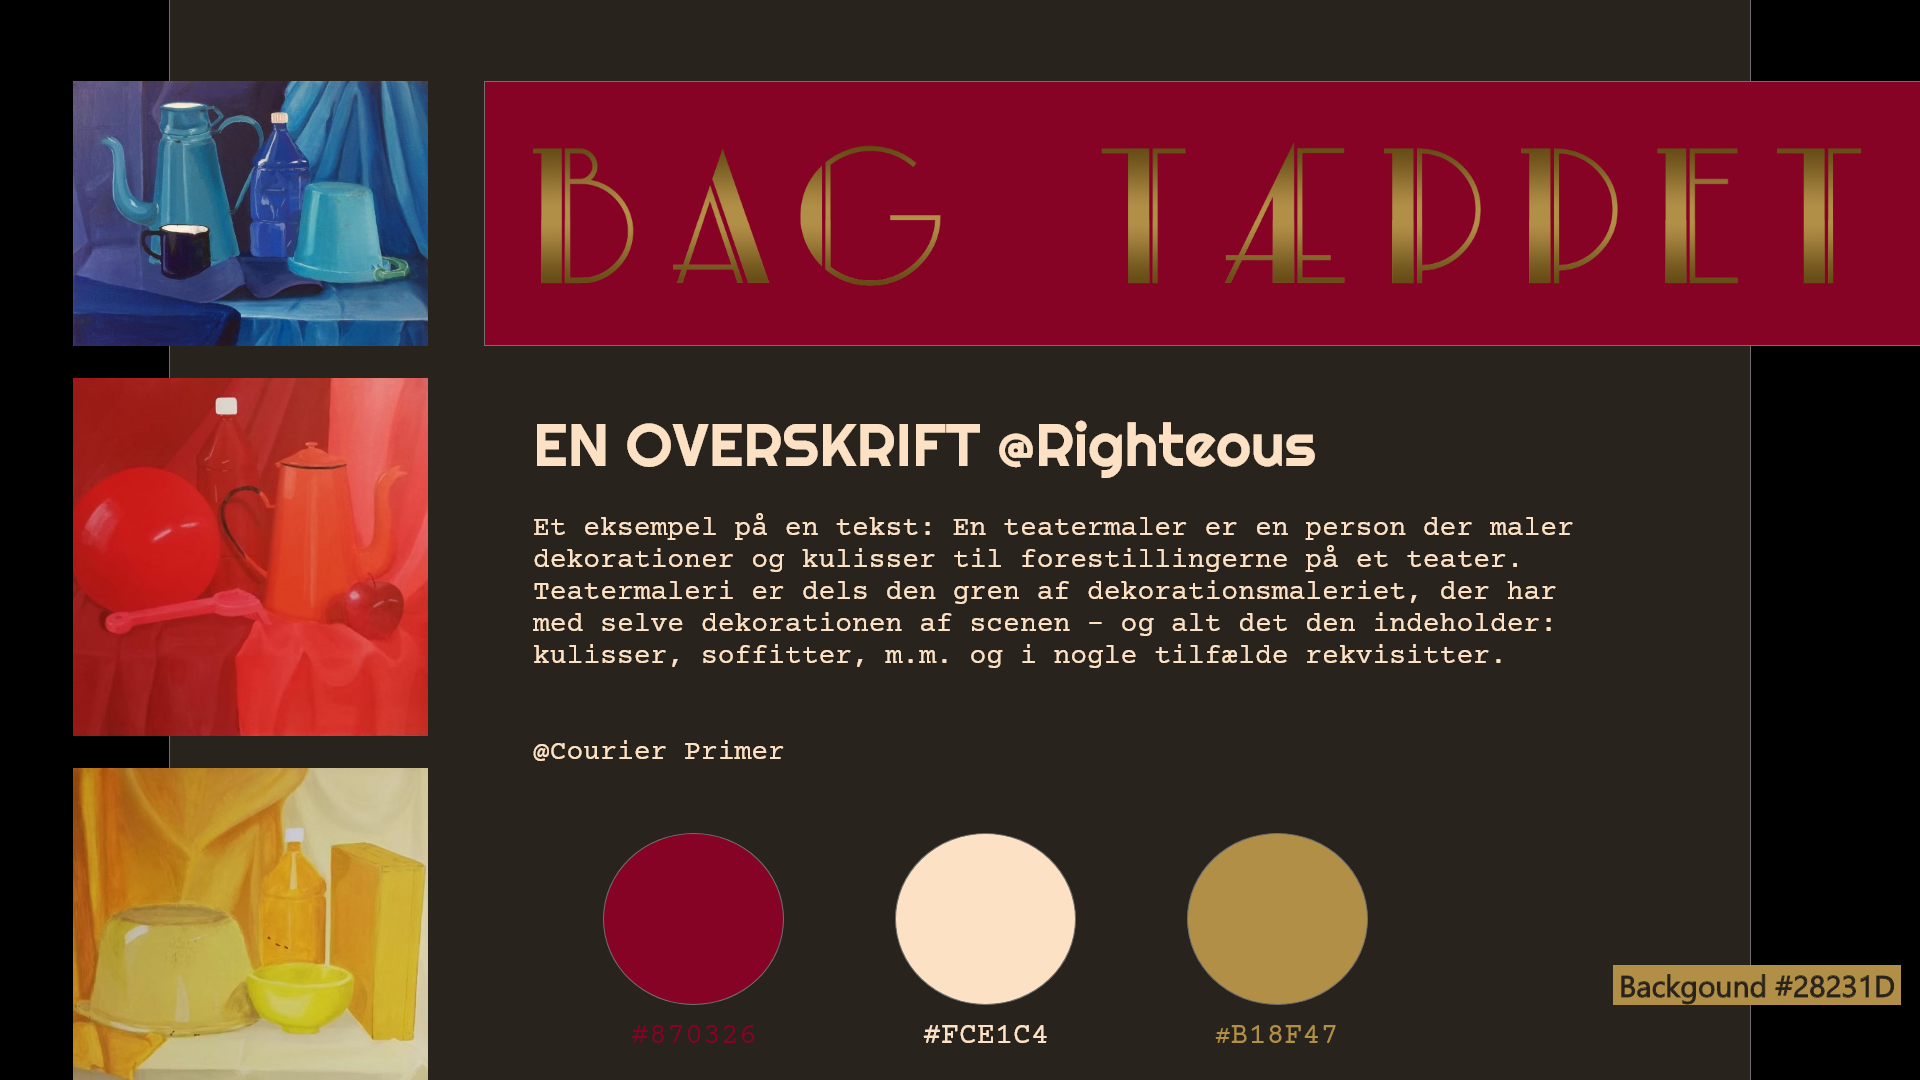 BAG TÆPPET
EN OVERSKRIFT @Righteous
Et eksempel på en tekst: En teatermaler er en person der maler
dekorationer og kulisser til forestillingerne på et teater.
Teatermaleri er dels den gren af dekorationsmaleriet, der har
med selve dekorationen af scenen – og alt det den indeholder:
kulisser, soffitter, m.m. og i nogle tilfælde rekvisitter.
@Courier Primer
#870326
#FCE1C4
#B18F47
Backgound #28231D